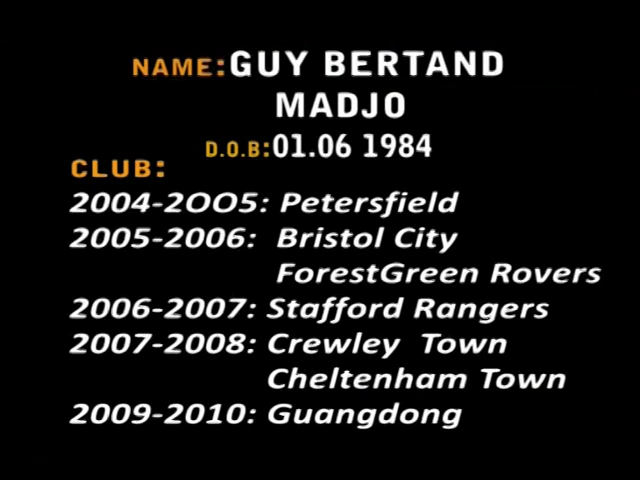 NAME:GUY BERTAND
MADJO
D.O.B:01.06 1984
CLUB:
2004-2OO5: Petersfield
2005-2006: Bristol City
ForestGreen Rovers
2006-2007: Stafford Rangers
2007-2008: Crewley Town
Cheltenham Town
2009-2010: Guangdong